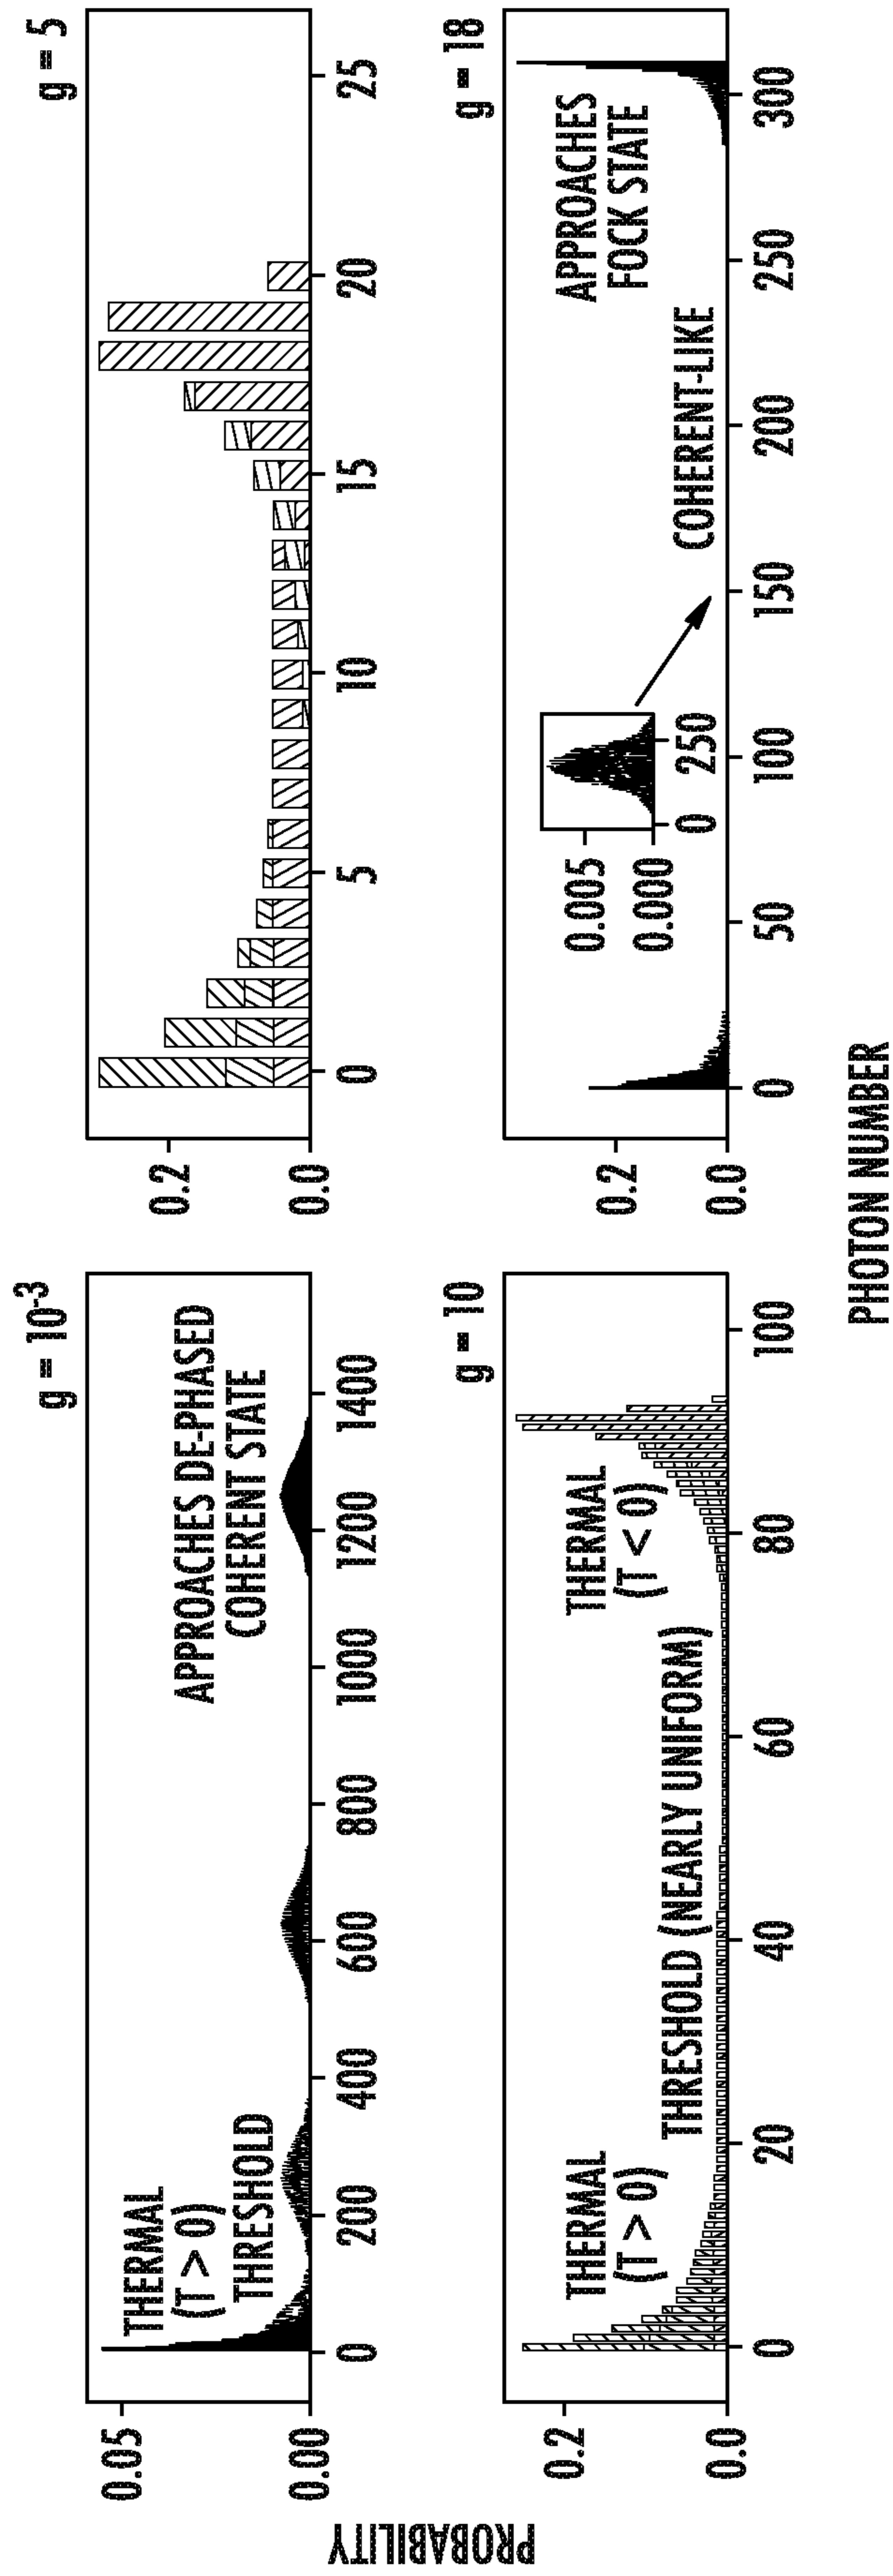 g = 10-3
0.05
0.00
THERMAL
(T > 0)
THRESHOLD
APPROACHES DE-PHASED
COHERENT STATE
0 200 400 600 800 1000 1200 1400
g = 5
0.2
0.0
0 5 10 15 20 25
g = 10
0.2
0.0
THERMAL
(T > 0)
THRESHOLD (NEARLY UNIFORM)
THERMAL
(T < 0)
0 20 40 60 80 100
g = 18
0.2
0.0
0.005
0.000
0 250
COHERENT-LIKE
APPROACHES
FOCK STATE
0 50 100 150 200 250 300
PROBABILITY
PHOTON NUMBER